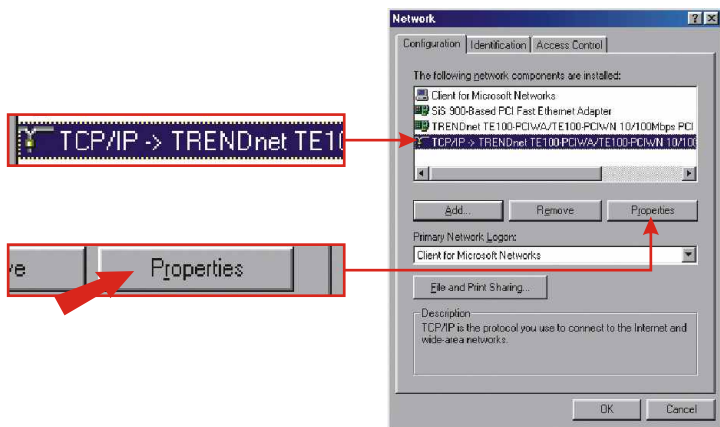 Network
Configuration Identification Access Control
The following network components are installed:
Client for Microsoft Networks
SiS 900-Based PCI Fast Ethernet Adapter
TRENDnet TE100-PCIWA/TE100-PCIWN 10/100Mbps PCI
TCP/IP -> TRENDnet TE100-PCIWA/TE100-PCIWN 10/100
Add... Remove Properties
Primary Network Logon:
Client for Microsoft Networks
File and Print Sharing...
Description
TCP/IP is the protocol you use to connect to the Internet and
wide-area networks.
OK Cancel
TCP/IP -> TRENDnet TE10
ve Properties